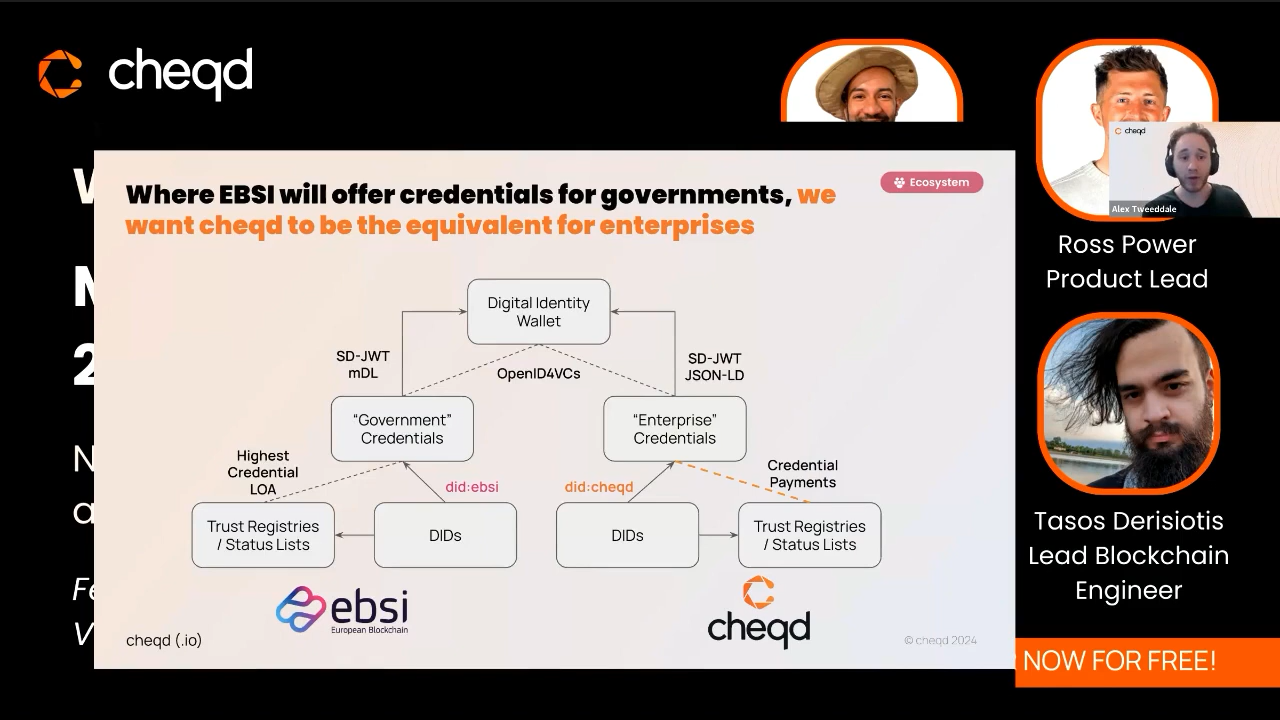 cheqd
Where EBSI will offer credentials for governments, we
want cheqd to be the equivalent for enterprises
Ecosystem
Digital Identity
Wallet
SD-JWT
mDL
OpenID4VCs
SD-JWT
JSON-LD
“Government”
Credentials
“Enterprise”
Credentials
Highest
Credential
LOA
did:ebsi
did:cheqd
Credential
Payments
Trust Registries
/ Status Lists
DIDs
DIDs
Trust Registries
/ Status Lists
ebsi
European Blockchain
cheqd
cheqd (.io)
© cheqd 2024
cheqd
Alex Tweeddale
Ross Power
Product Lead
Tasos Derisiotis
Lead Blockchain
Engineer
NOW FOR FREE!